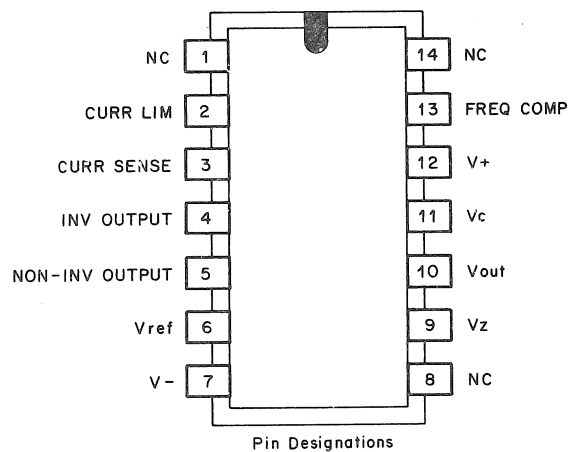 NC 1 14 NC
CURR LIM 2 13 FREQ COMP
CURR SENSE 3 12 V+
INV OUTPUT 4 11 Vc
NON-INV OUTPUT 5 10 Vout
Vref 6 9 Vz
V- 7 8 NC
Pin Designations